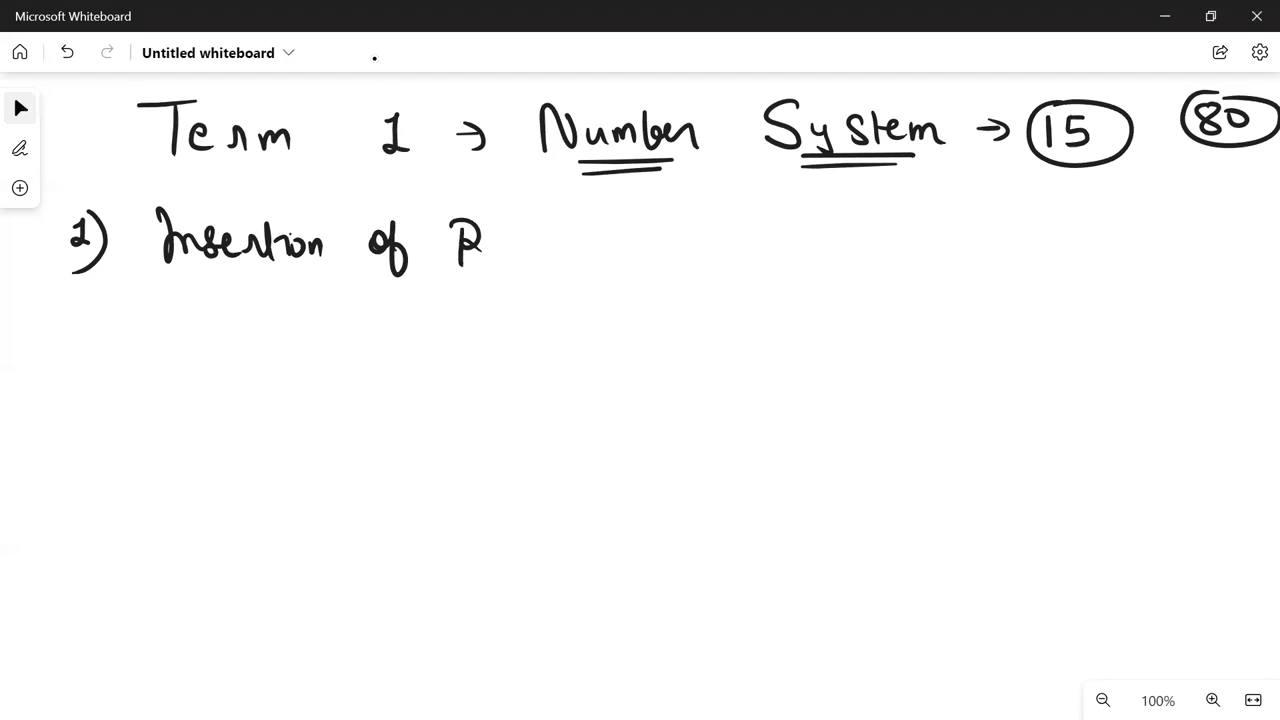 Microsoft Whiteboard
Untitled whiteboard
Term 1 → Number System → 15 80
1) Insertion of R
100%